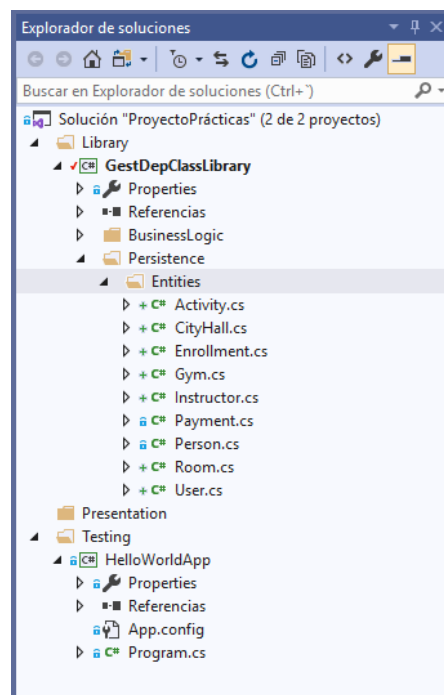 Explorador de soluciones
Buscar en Explorador de soluciones (Ctrl+`)
Solución "ProyectoPrácticas" (2 de 2 proyectos)
Library
C# GestDepClassLibrary
Properties
Referencias
BusinessLogic
Persistence
Entities
+ C# Activity.cs
+ C# CityHall.cs
+ C# Enrollment.cs
+ C# Gym.cs
+ C# Instructor.cs
C# Payment.cs
C# Person.cs
+ C# Room.cs
+ C# User.cs
Presentation
Testing
C# HelloWorldApp
Properties
Referencias
App.config
C# Program.cs